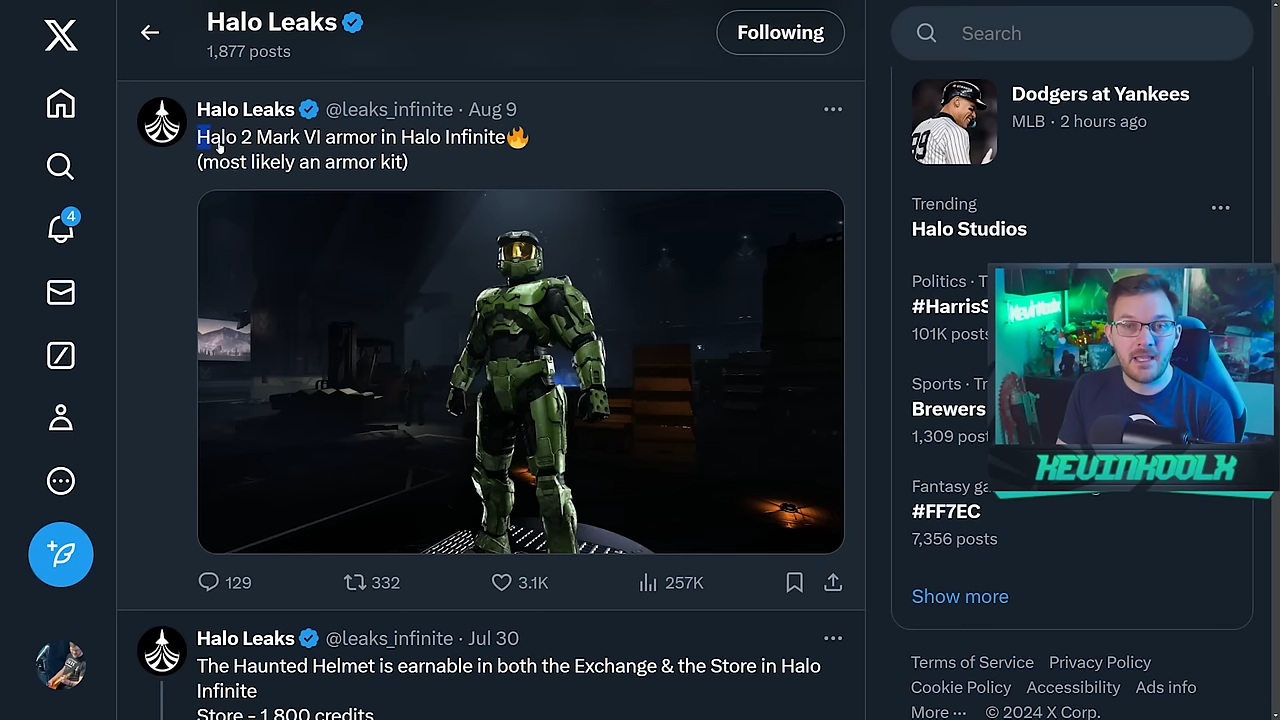 Halo Leaks
1,877 posts
Following
Search
Halo Leaks @leaks_infinite · Aug 9
Halo 2 Mark VI armor in Halo Infinite🔥
(most likely an armor kit)
129
332
3.1K
257K
Halo Leaks @leaks_infinite · Jul 30
The Haunted Helmet is earnable in both the Exchange & the Store in Halo
Infinite
Store - 1,800 credits
4
Dodgers at Yankees
MLB · 2 hours ago
Trending
Halo Studios
Politics · T
#HarrisS
101K posts
Sports · Tr
Brewers
1,309 post
Fantasy ga
#FF7EC
7,356 posts
Show more
KEVINKOOLX
Terms of Service Privacy Policy
Cookie Policy Accessibility Ads info
More ··· © 2024 X Corp.